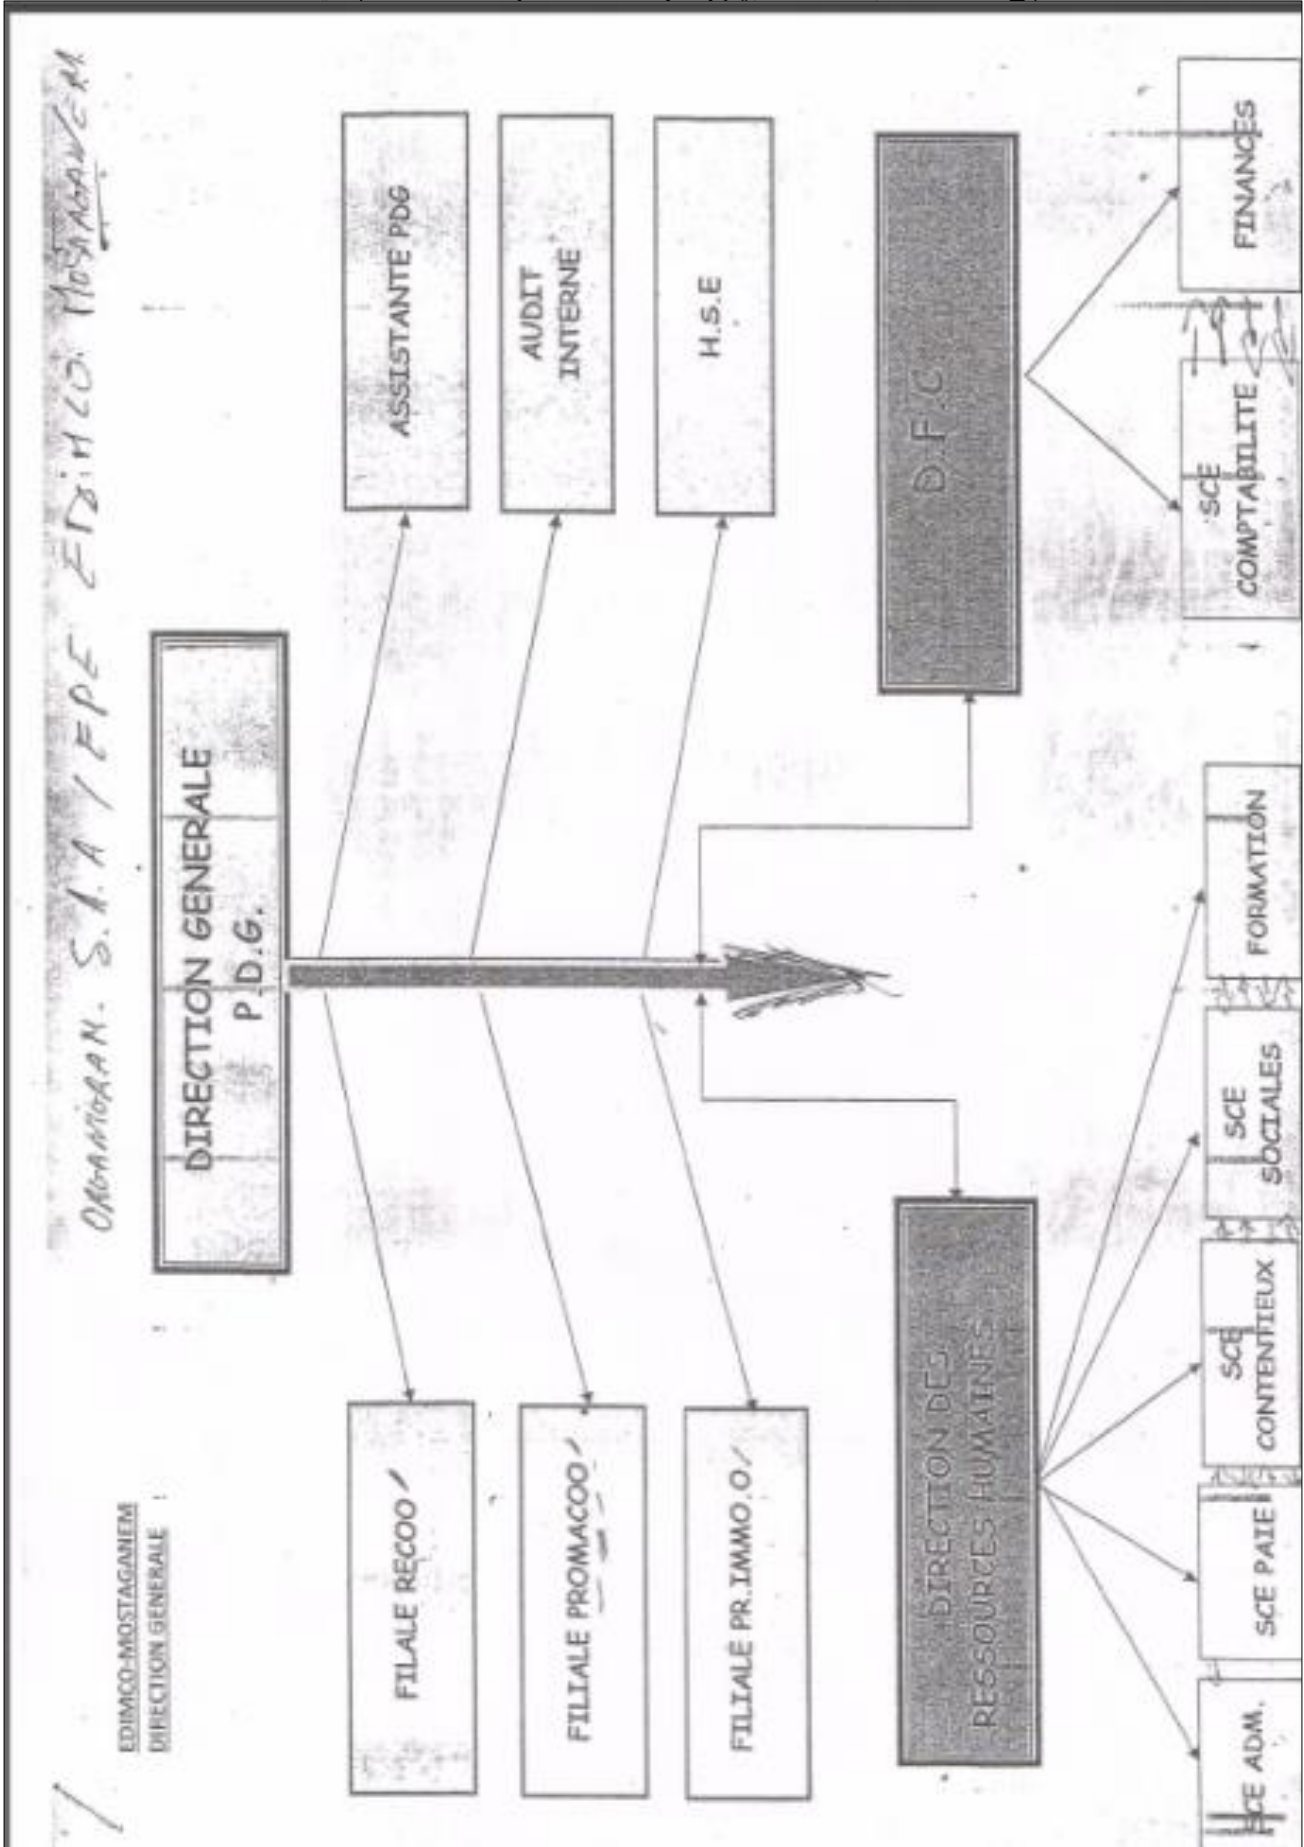 EDIMCO-MOSTAGANEM
DIRECTION GENERALE
ORGANIGRAM. S.P.A / EPE EDIMCO. MOSTAGANEM
DIRECTION GENERALE
P.D.G.
FILALE RECOO
ASSISTANTE PDG
FILIALE PROMACOO
AUDIT
INTERNE
FILIALE PR.IMMO.O
H.S.E
DIRECTION DES
RESSOURCES HUMAINES
D.F.C
SCE ADM.
SCE PAIE
SCE
CONTENTIEUX
SCE
SOCIALES
FORMATION
SCE
COMPTABILITE
FINANCES